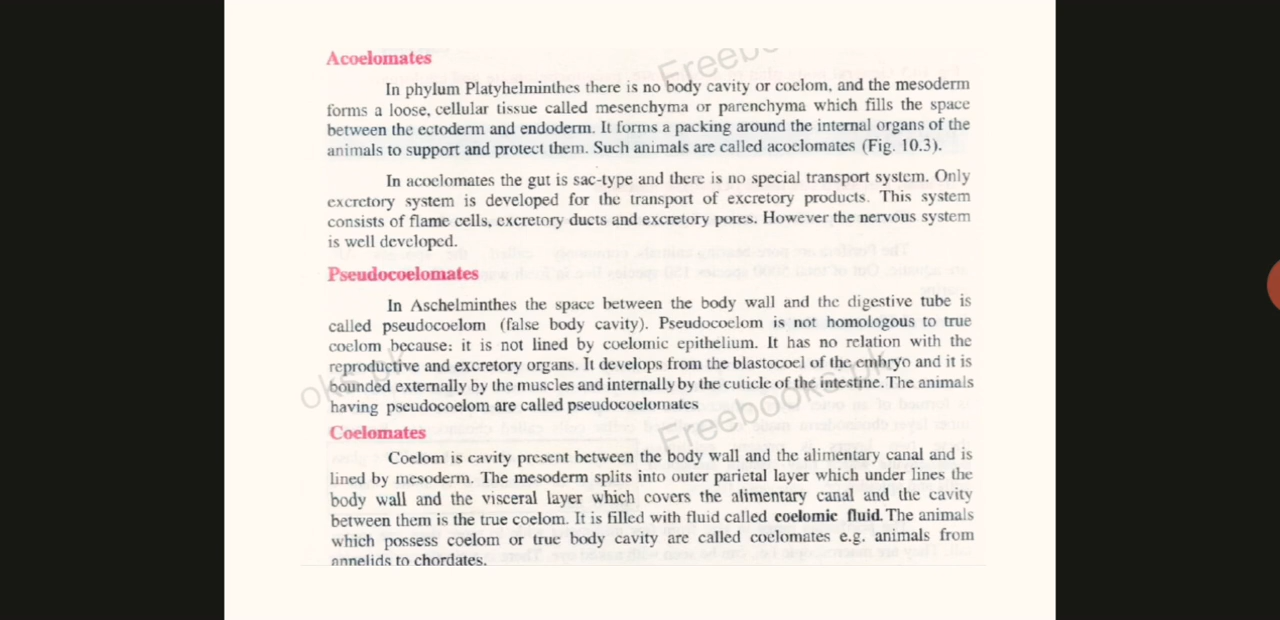 Freebo
Acoelomates
In phylum Platyhelminthes there is no body cavity or coelom, and the mesoderm
forms a loose, cellular tissue called mesenchyma or parenchyma which fills the space
between the ectoderm and endoderm. It forms a packing around the internal organs of the
animals to support and protect them. Such animals are called acoelomates (Fig. 10.3).
In acoelomates the gut is sac-type and there is no special transport system. Only
excretory system is developed for the transport of excretory products. This system
consists of flame cells, excretory ducts and excretory pores. However the nervous system
is well developed.
Pseudocoelomates
In Aschelminthes the space between the body wall and the digestive tube is
called pseudocoelom (false body cavity). Pseudocoelom is not homologous to true
coelom because: it is not lined by coelomic epithelium. It has no relation with the
reproductive and excretory organs. It develops from the blastocoel of the embryo and it is
bounded externally by the muscles and internally by the cuticle of the intestine. The animals
having pseudocoelom are called pseudocoelomates
oks.pk
Freebooks.pk
Coelomates
Coelom is cavity present between the body wall and the alimentary canal and is
lined by mesoderm. The mesoderm splits into outer parietal layer which under lines the
body wall and the visceral layer which covers the alimentary canal and the cavity
between them is the true coelom. It is filled with fluid called coelomic fluid. The animals
which possess coelom or true body cavity are called coelomates e.g. animals from
annelids to chordates.